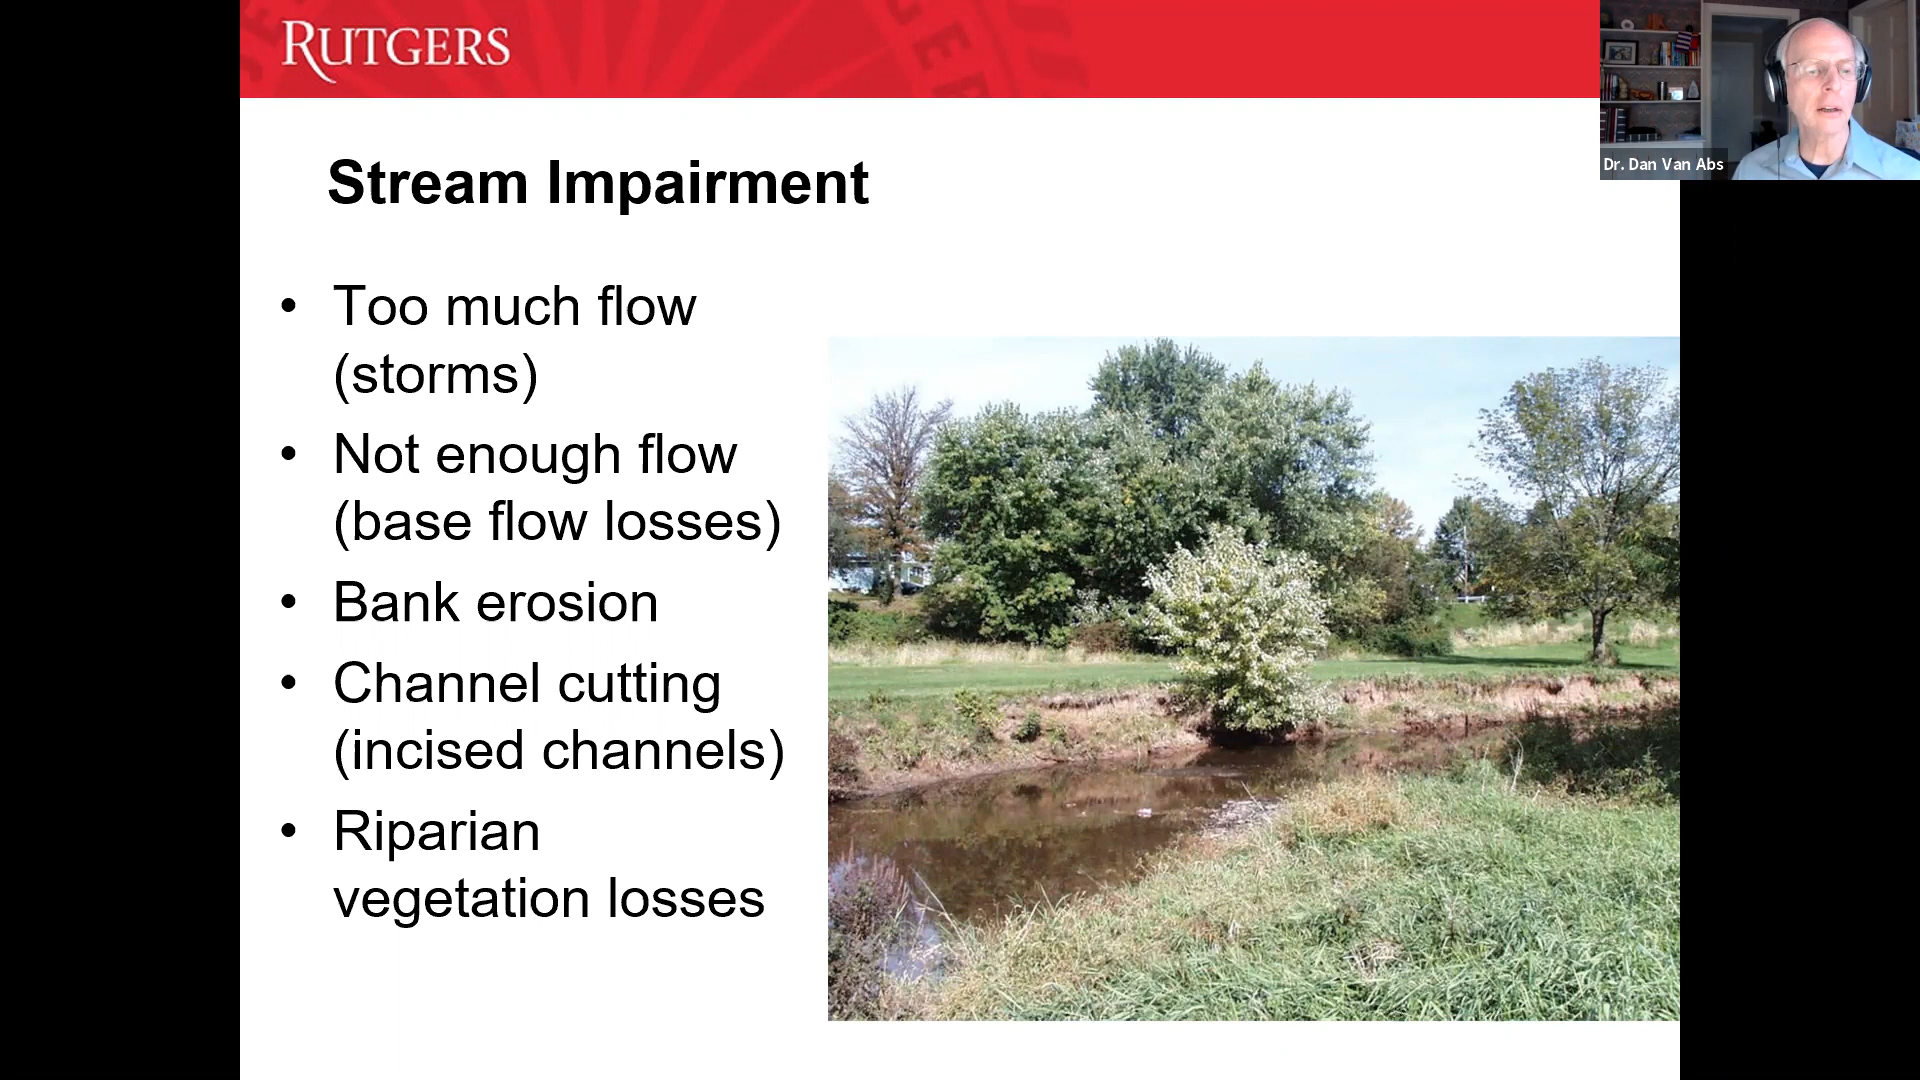 RUTGERS
Dr. Dan Van Abs
Stream Impairment
• Too much flow
(storms)
• Not enough flow
(base flow losses)
• Bank erosion
• Channel cutting
(incised channels)
• Riparian
vegetation losses